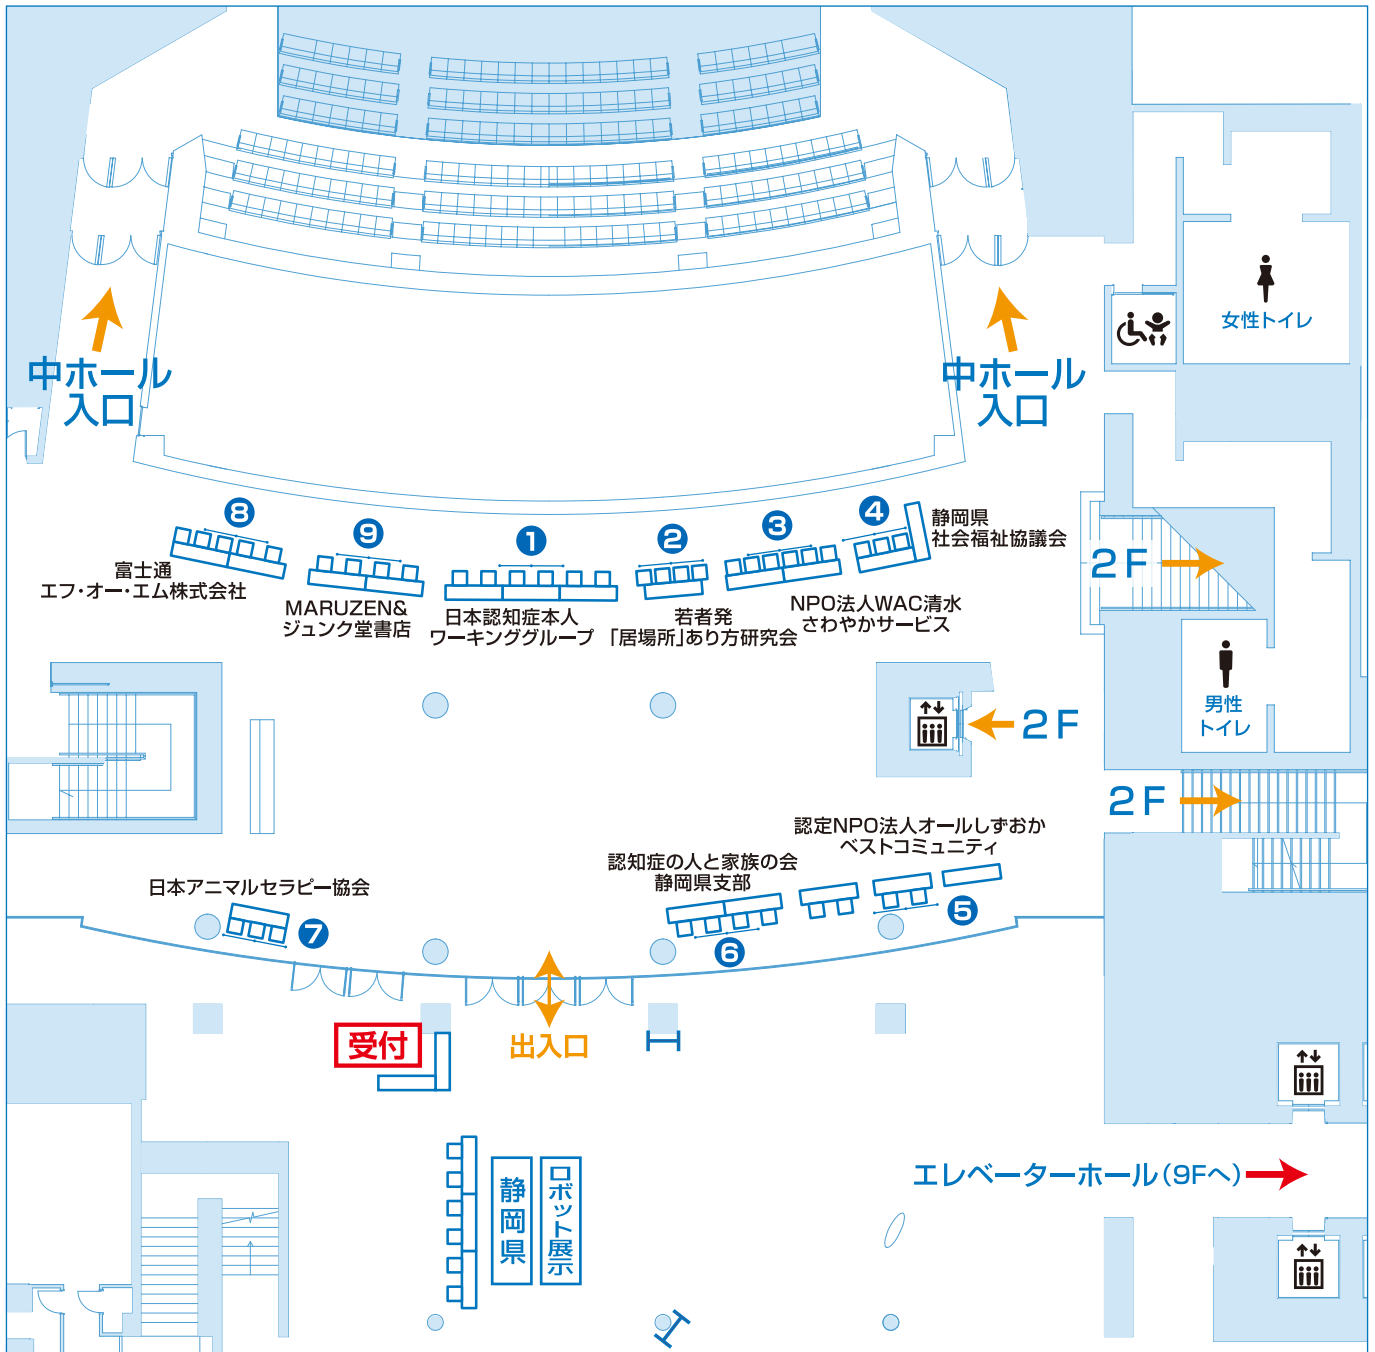 女性トイレ
中ホール
入口
中ホール
入口
8
9
1
2
3
4
静岡県
社会福祉協議会
富士通
エフ・オー・エム株式会社
MARUZEN&
ジュンク堂書店
日本認知症本人
ワーキンググループ
若者発
「居場所」あり方研究会
NPO法人WAC清水
さわやかサービス
2F
男性
トイレ
2F
2F
認定NPO法人オールしずおか
ベストコミュニティ
認知症の人と家族の会
静岡県支部
日本アニマルセラピー協会
7
6
5
受付
出入口
エレベーターホール(9Fへ)
静岡県
ロボット展示